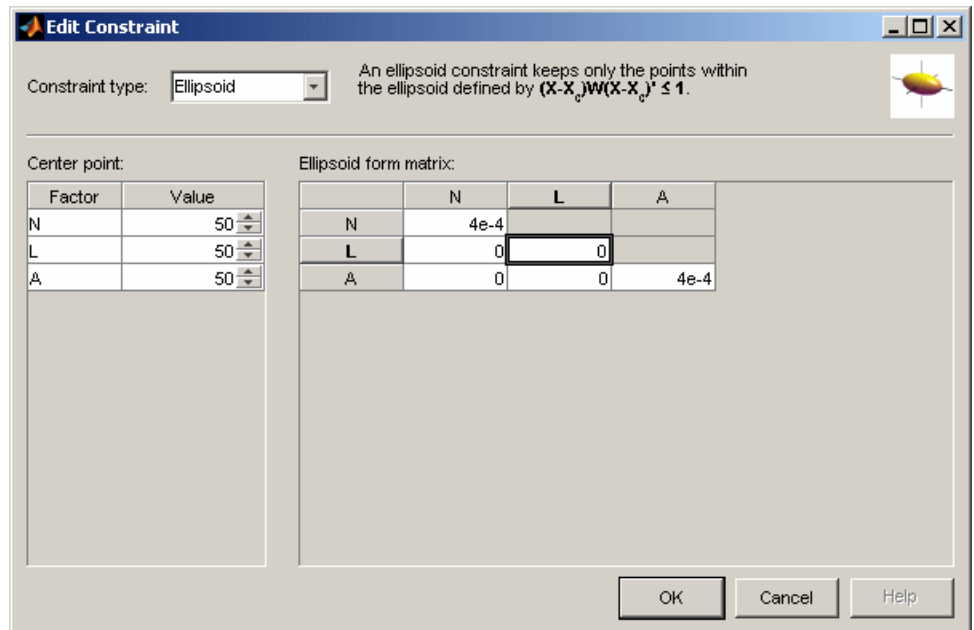 Edit Constraint
Constraint type: Ellipsoid
An ellipsoid constraint keeps only the points within
the ellipsoid defined by (X-Xc)W(X-Xc)' ≤ 1.
Center point:
Ellipsoid form matrix:
Factor Value
N 50
L 50
A 50
N L A
N 4e-4
L 0 0
A 0 0 4e-4
OK Cancel Help